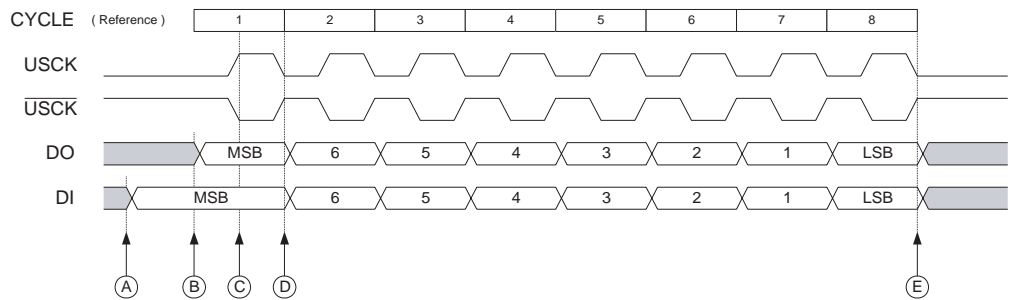 CYCLE ( Reference ) 1 2 3 4 5 6 7 8
USCK
USCK
DO MSB 6 5 4 3 2 1 LSB
DI MSB 6 5 4 3 2 1 LSB
A B C D E